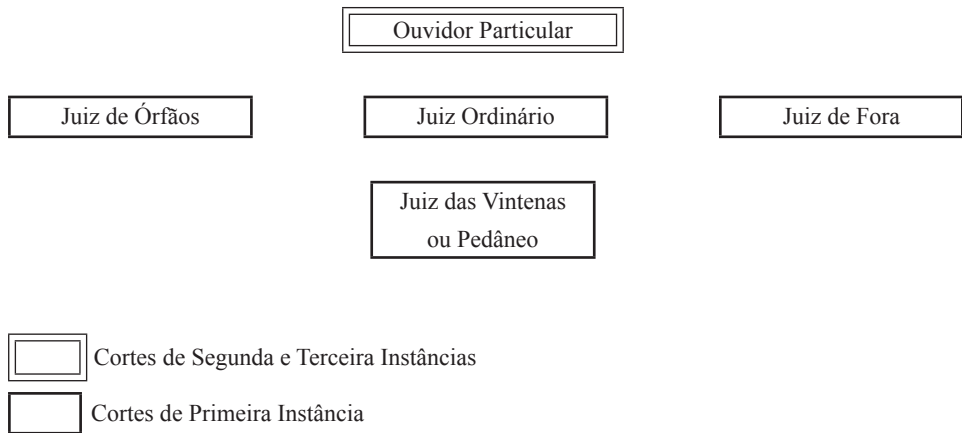 Ouvidor Particular
Juiz de Órfãos
Juiz Ordinário
Juiz de Fora
Juiz das Vintenas
ou Pedâneo
Cortes de Segunda e Terceira Instâncias
Cortes de Primeira Instância